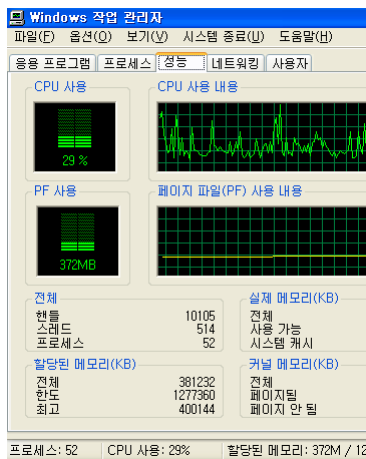 Windows 작업 관리자
파일(F) 옵션(O) 보기(V) 시스템 종료(U) 도움말(H)
응용 프로그램 프로세스 성능 네트워킹 사용자
CPU 사용 CPU 사용 내용
29 %
PF 사용 페이지 파일(PF) 사용 내용
372MB
전체 실제 메모리(KB)
핸들 10105 전체
스레드 514 사용 가능
프로세스 52 시스템 캐시
할당된 메모리(KB) 커널 메모리(KB)
전체 381232 전체
한도 1277360 페이지됨
최고 400144 페이지 안 됨
프로세스: 52 CPU 사용: 29% 할당된 메모리: 372M / 12